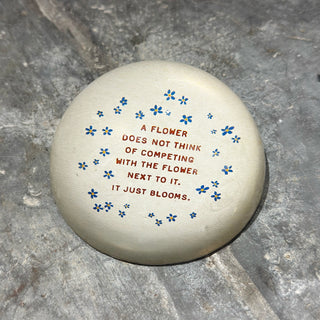 A FLOWER
DOES NOT THINK
OF COMPETING
WITH THE FLOWER
NEXT TO IT.
IT JUST BLOOMS.